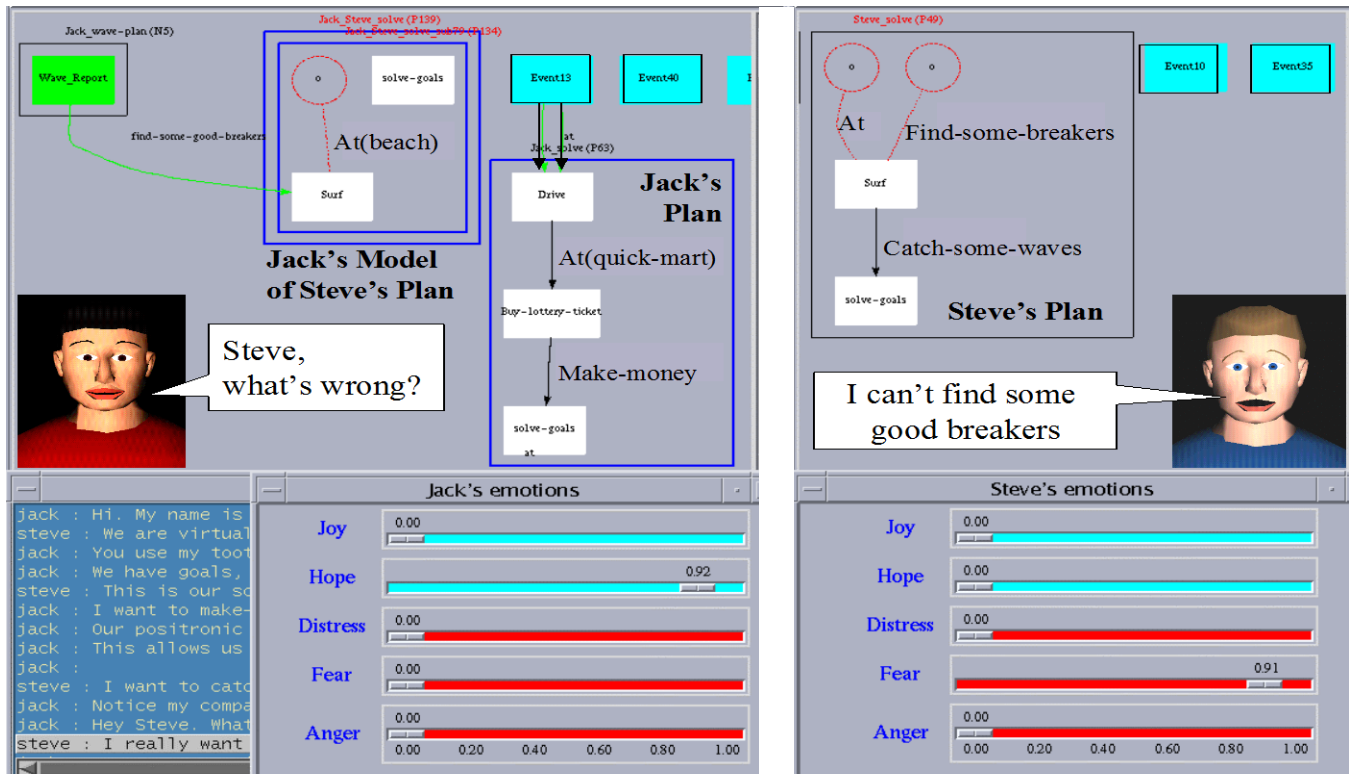 Jack_wave-plan (N5)
Wave_Report
find-some-good-breakers
Jack_Steve_solve (P139)
Jack_Steve_solve_sub79 (P134)
o
solve-goals
At(beach)
Surf
Jack's Model
of Steve's Plan
Event13
Event40
at
Jack_solve (P63)
Drive
Jack's
Plan
At(quick-mart)
Buy-lottery-ticket
Make-money
solve-goals
at
Steve,
what's wrong?
Steve_solve (P49)
o
o
Event10
Event35
At
Find-some-breakers
Surf
Catch-some-waves
solve-goals
Steve's Plan
I can't find some
good breakers
jack : Hi. My name is
steve : We are virtual
jack : You use my toot
jack : We have goals,
steve : This is our so
jack : I want to make-
jack : Our positronic
jack : This allows us
jack :
steve : I want to catc
jack : Notice my compa
jack : Hey Steve. What
steve : I really want
Jack's emotions
Joy
0.00
Hope
0.92
Distress
0.00
Fear
0.00
Anger
0.00
0.00 0.20 0.40 0.60 0.80 1.00
Steve's emotions
Joy
0.00
Hope
0.00
Distress
0.00
Fear
0.91
Anger
0.00
0.00 0.20 0.40 0.60 0.80 1.00